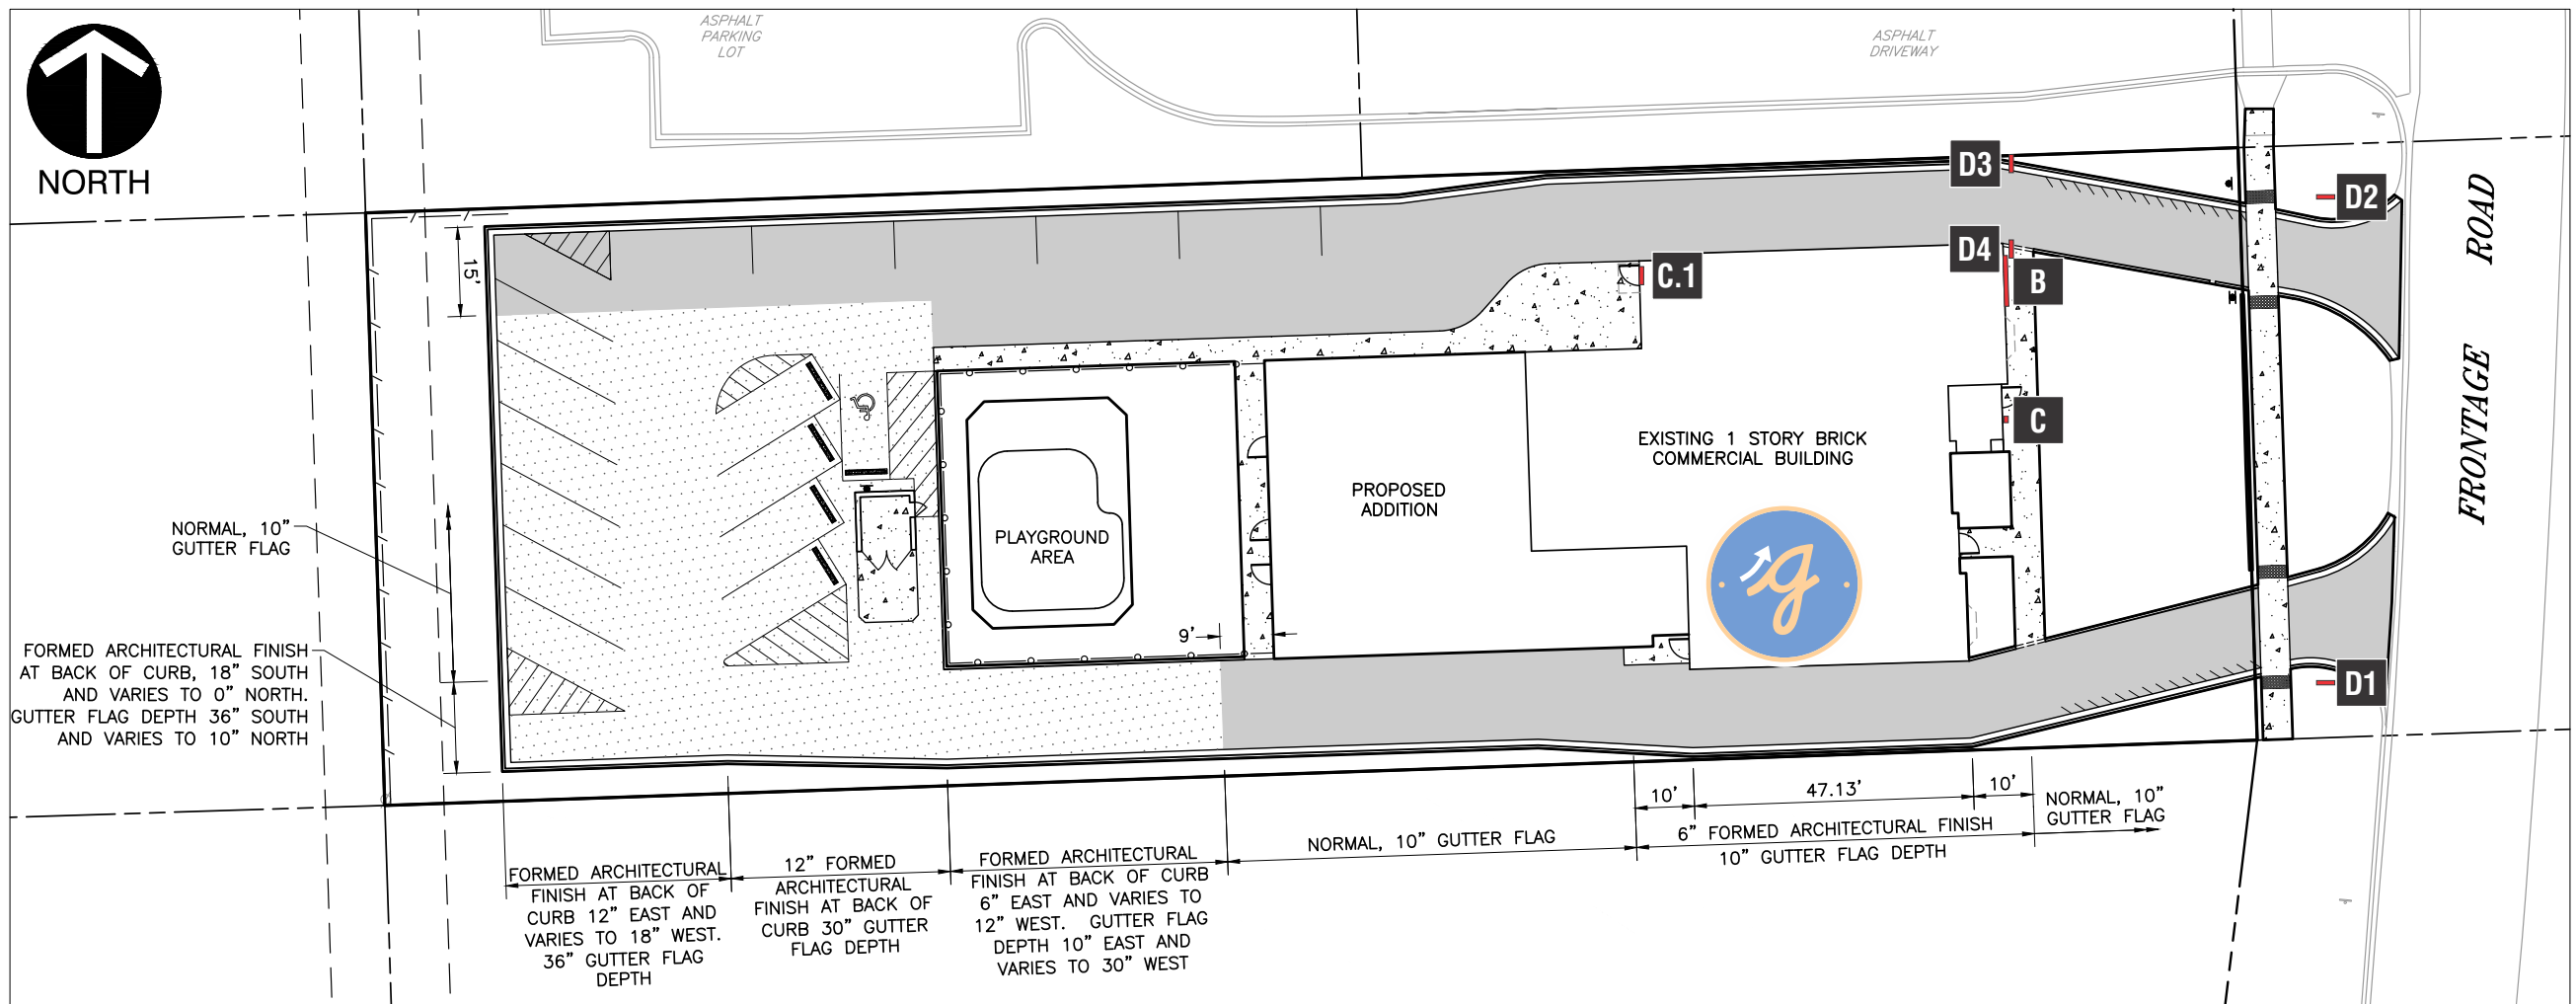 NORTH
ASPHALT
PARKING
LOT
ASPHALT
DRIVEWAY
D3
D2
D4
C.1
B
C
D1
FRONTAGE ROAD
15'
EXISTING 1 STORY BRICK
COMMERCIAL BUILDING
PROPOSED
ADDITION
PLAYGROUND
AREA
9'
g
NORMAL, 10"
GUTTER FLAG
FORMED ARCHITECTURAL FINISH
AT BACK OF CURB, 18" SOUTH
AND VARIES TO 0" NORTH.
GUTTER FLAG DEPTH 36" SOUTH
AND VARIES TO 10" NORTH
FORMED ARCHITECTURAL
FINISH AT BACK OF
CURB 12" EAST AND
VARIES TO 18" WEST.
36" GUTTER FLAG
DEPTH
12" FORMED
ARCHITECTURAL
FINISH AT BACK OF
CURB 30" GUTTER
FLAG DEPTH
FORMED ARCHITECTURAL
FINISH AT BACK OF CURB
6" EAST AND VARIES TO
12" WEST. GUTTER FLAG
DEPTH 10" EAST AND
VARIES TO 30" WEST
NORMAL, 10" GUTTER FLAG
10'
47.13'
10'
6" FORMED ARCHITECTURAL FINISH
10" GUTTER FLAG DEPTH
NORMAL, 10"
GUTTER FLAG